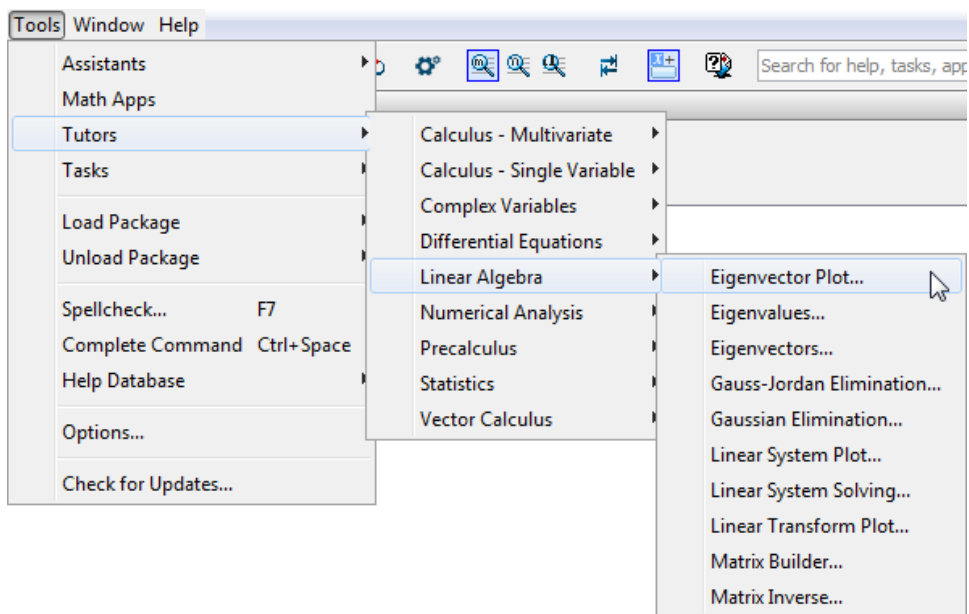 Tools Window Help
Search for help, tasks, app
Assistants
Math Apps
Tutors
Tasks
Load Package
Unload Package
Spellcheck... F7
Complete Command Ctrl+Space
Help Database
Options...
Check for Updates...
Calculus - Multivariate
Calculus - Single Variable
Complex Variables
Differential Equations
Linear Algebra
Numerical Analysis
Precalculus
Statistics
Vector Calculus
Eigenvector Plot...
Eigenvalues...
Eigenvectors...
Gauss-Jordan Elimination...
Gaussian Elimination...
Linear System Plot...
Linear System Solving...
Linear Transform Plot...
Matrix Builder...
Matrix Inverse...